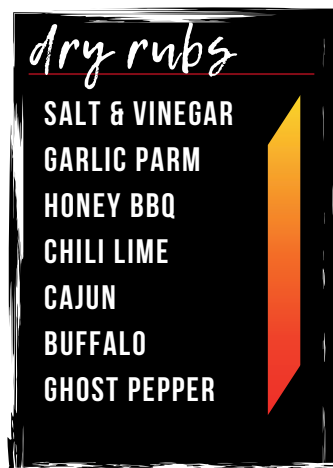 dry rubs
SALT & VINEGAR
GARLIC PARM
HONEY BBQ
CHILI LIME
CAJUN
BUFFALO
GHOST PEPPER